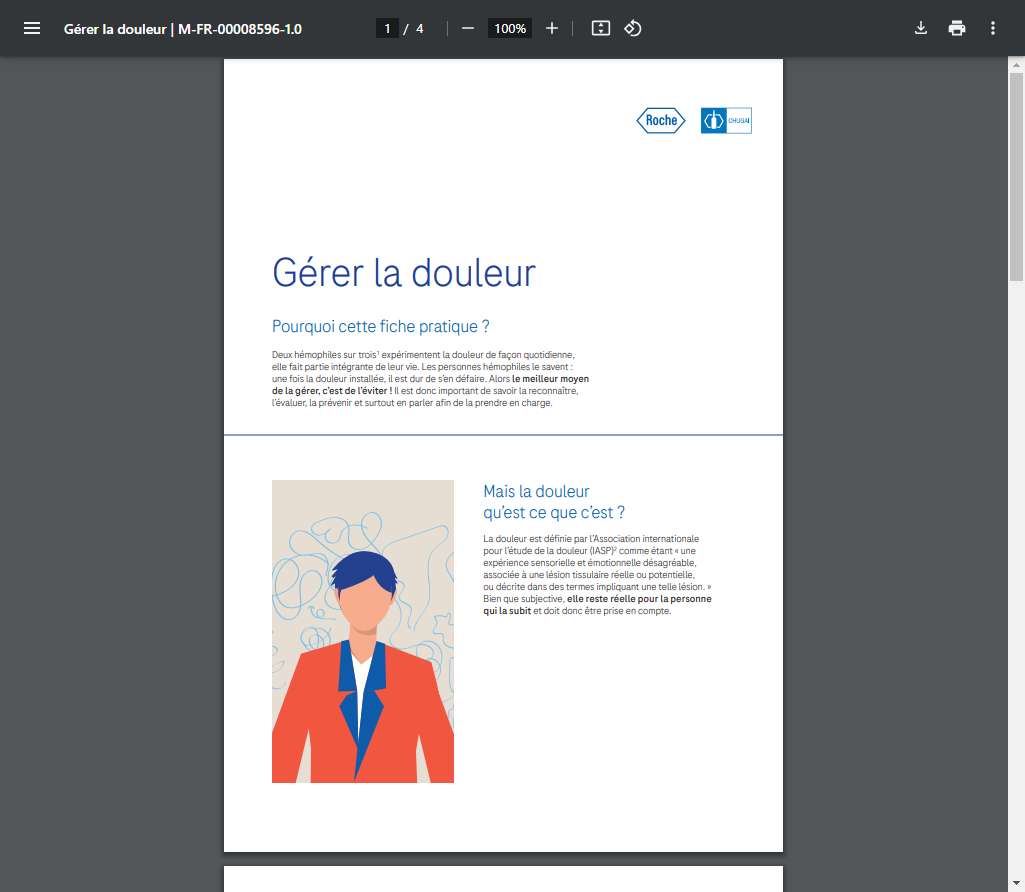 Gérer la douleur | M-FR-00008596-1.0
1 / 4
100%
Roche
CHUGAI
Gérer la douleur
Pourquoi cette fiche pratique ?
Deux hémophiles sur trois¹ expérimentent la douleur de façon quotidienne,
elle fait partie intégrante de leur vie. Les personnes hémophiles le savent :
une fois la douleur installée, il est dur de s'en défaire. Alors le meilleur moyen
de la gérer, c'est de l'éviter ! Il est donc important de savoir la reconnaître,
l'évaluer, la prévenir et surtout en parler afin de la prendre en charge.
Mais la douleur
qu'est ce que c'est ?
La douleur est définie par l'Association internationale
pour l'étude de la douleur (IASP)² comme étant « une
expérience sensorielle et émotionnelle désagréable,
associée à une lésion tissulaire réelle ou potentielle,
ou décrite dans des termes impliquant une telle lésion. »
Bien que subjective, elle reste réelle pour la personne
qui la subit et doit donc être prise en compte.